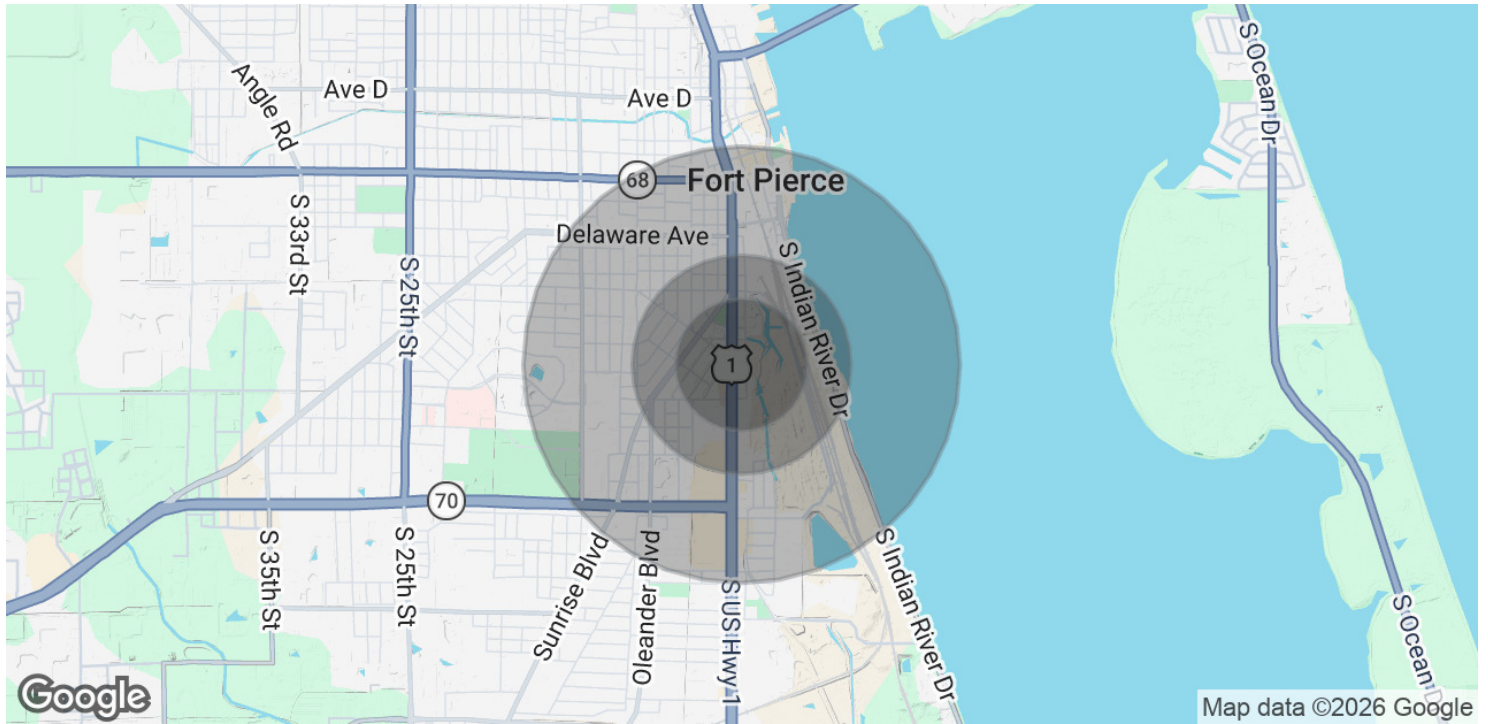 S Ocean Dr
Angle Rd
Ave D
Ave D
68
Fort Pierce
S 33rd St
Delaware Ave
S 25th St
S Indian River Dr
1
70
S 35th St
S 25th St
Sunrise Blvd
Oleander Blvd
S US Hwy 1
S Indian River Dr
S Ocean D
Google
Map data ©2026 Google